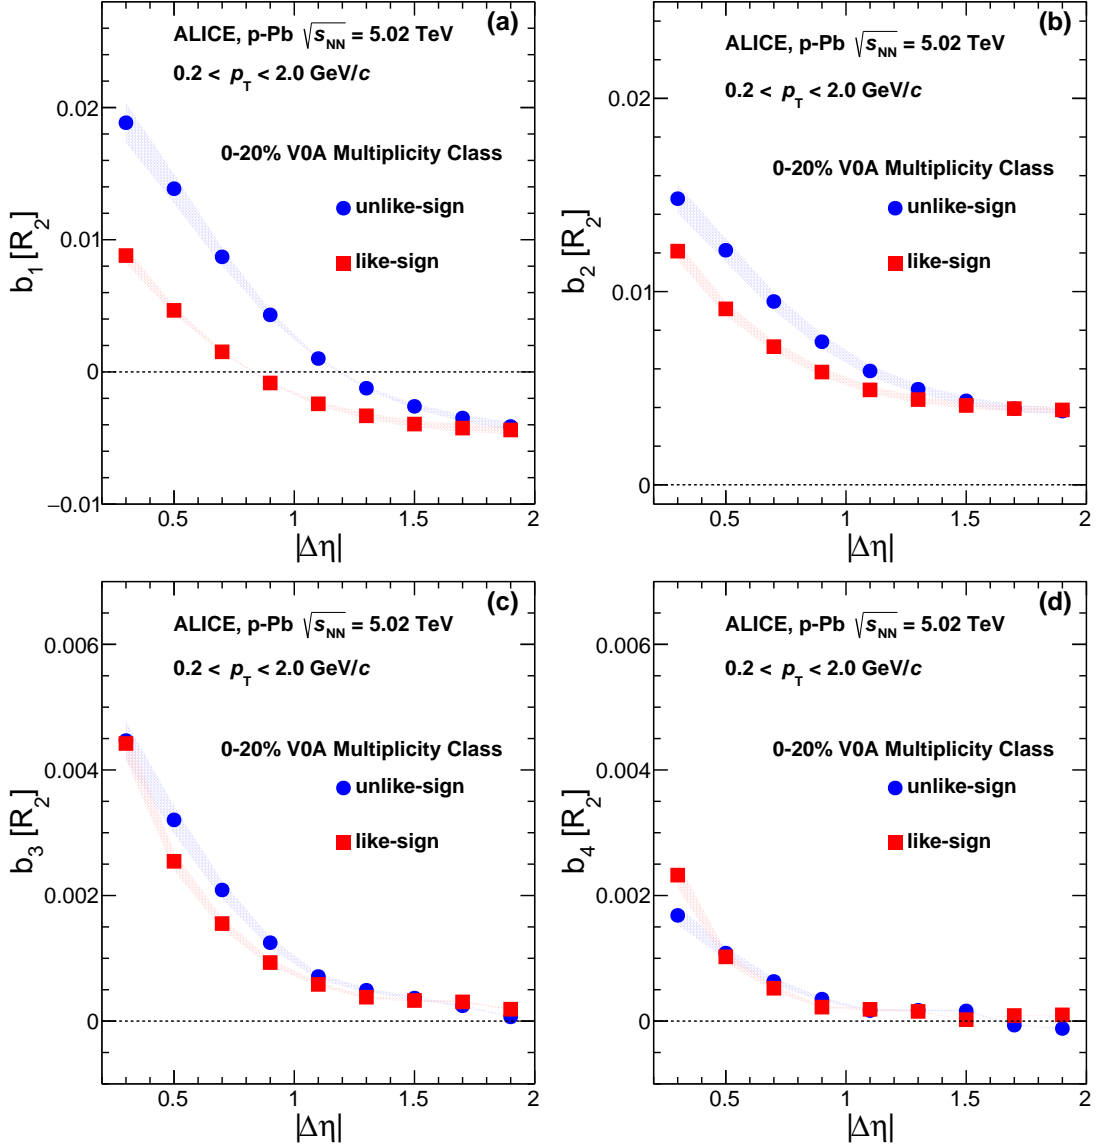 (a)
ALICE, p-Pb √sNN = 5.02 TeV
0.2 < pT < 2.0 GeV/c
0-20% V0A Multiplicity Class
unlike-sign
like-sign
b1 [R2]
0.02
0.01
0
−0.01
0.5 1 1.5 2
|Δη|
(b)
ALICE, p-Pb √sNN = 5.02 TeV
0.2 < pT < 2.0 GeV/c
0-20% V0A Multiplicity Class
unlike-sign
like-sign
b2 [R2]
0.02
0.01
0
0.5 1 1.5 2
|Δη|
(c)
ALICE, p-Pb √sNN = 5.02 TeV
0.2 < pT < 2.0 GeV/c
0-20% V0A Multiplicity Class
unlike-sign
like-sign
b3 [R2]
0.006
0.004
0.002
0
0.5 1 1.5 2
|Δη|
(d)
ALICE, p-Pb √sNN = 5.02 TeV
0.2 < pT < 2.0 GeV/c
0-20% V0A Multiplicity Class
unlike-sign
like-sign
b4 [R2]
0.006
0.004
0.002
0
0.5 1 1.5 2
|Δη|